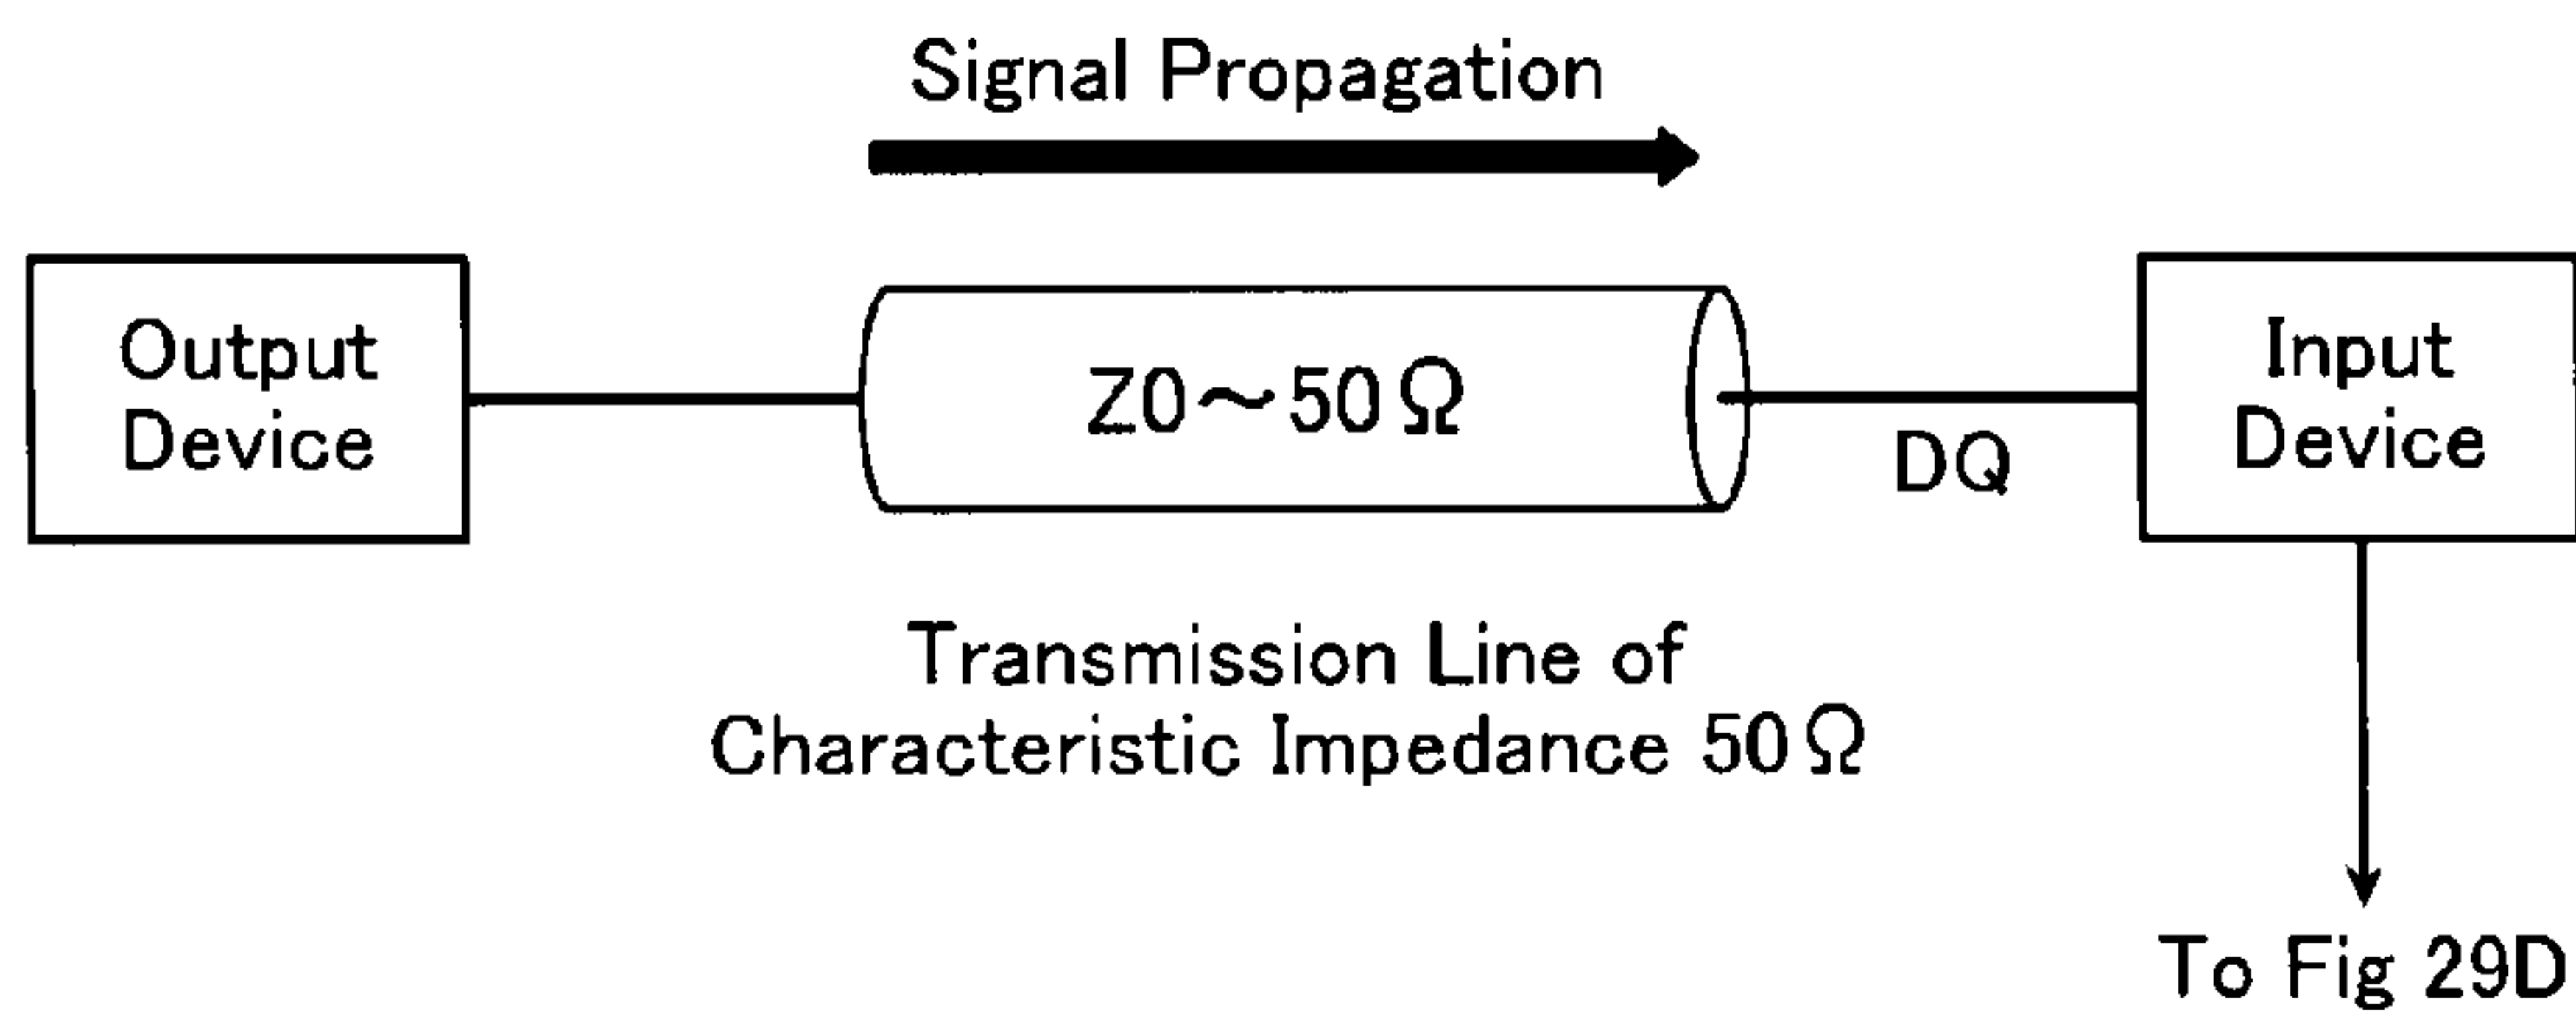 Signal Propagation
Output
Device
Z0～50Ω
DQ
Input
Device
Transmission Line of
Characteristic Impedance 50Ω
To Fig 29D